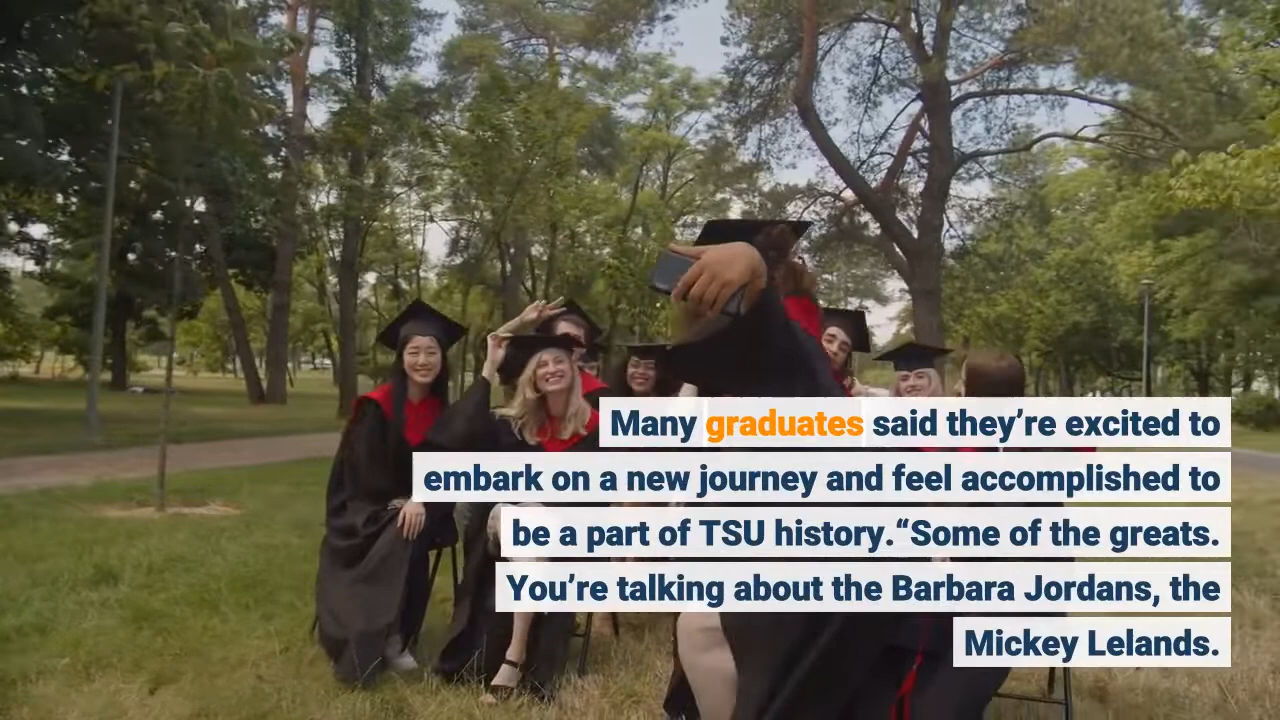 Many graduates said they’re excited to
embark on a new journey and feel accomplished to
be a part of TSU history.“Some of the greats.
You’re talking about the Barbara Jordans, the
Mickey Lelands.